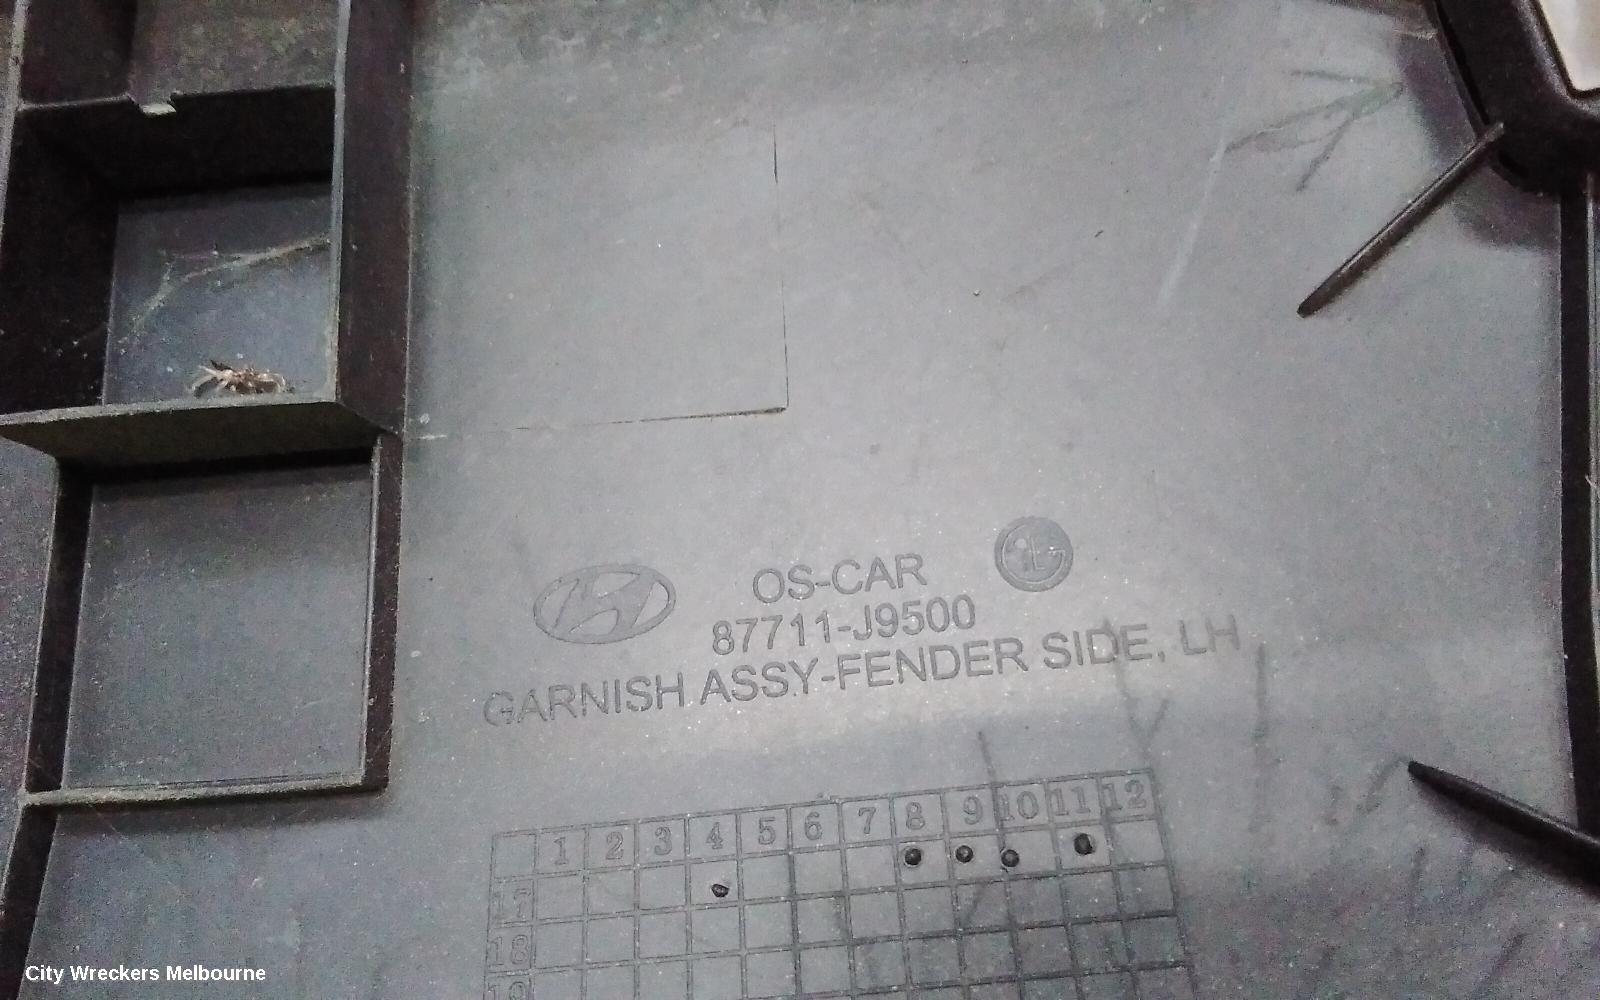 OS-CAR
87711-J9500
GARNISH ASSY-FENDER SIDE, LH
1 2 3 4 5 6 7 8 9 10 11 12
17
18
19
City Wreckers Melbourne